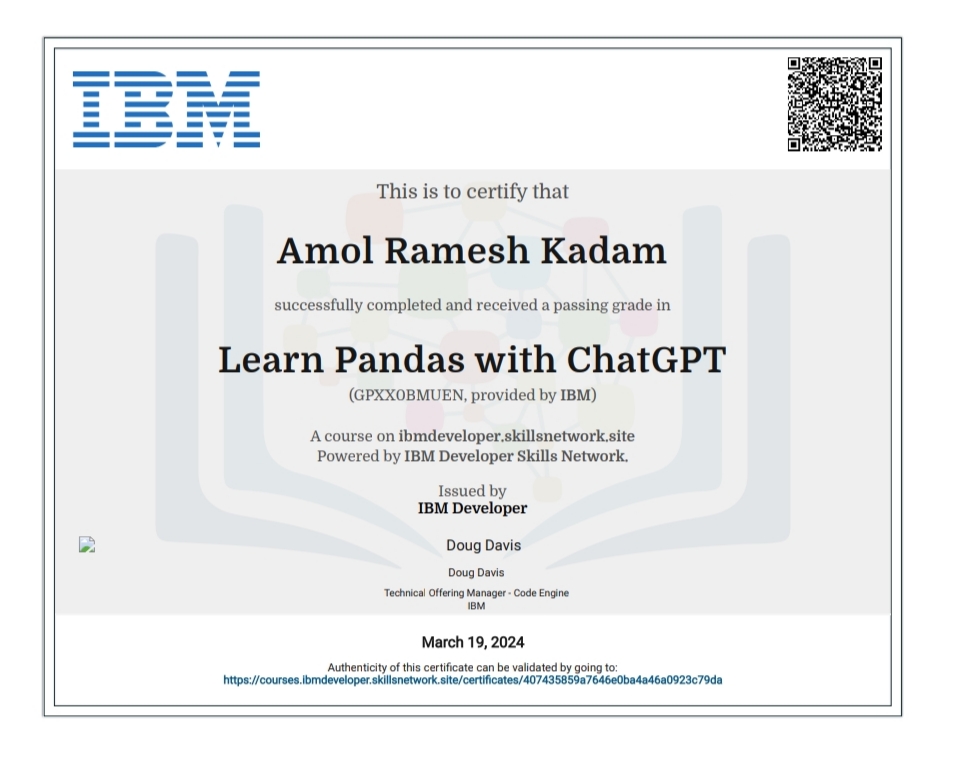 IBM
This is to certify that
Amol Ramesh Kadam
successfully completed and received a passing grade in
Learn Pandas with ChatGPT
(GPXX0BMUEN, provided by IBM)
A course on ibmdeveloper.skillsnetwork.site
Powered by IBM Developer Skills Network.
Issued by
IBM Developer
Doug Davis
Doug Davis
Technical Offering Manager - Code Engine
IBM
March 19, 2024
Authenticity of this certificate can be validated by going to:
https://courses.ibmdeveloper.skillsnetwork.site/certificates/407435859a7646e0ba4a46a0923c79da